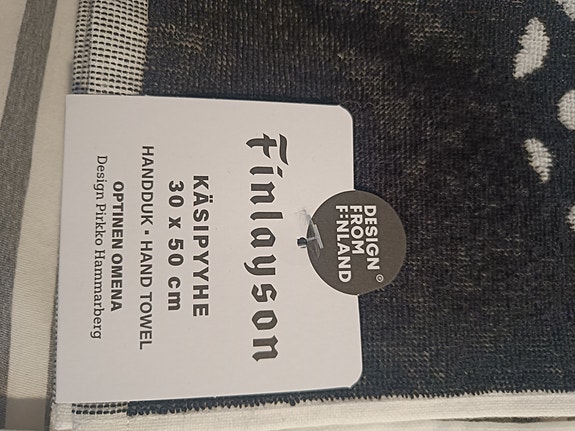 Finlayson
DESIGN
FROM
FINLAND
®
KÄSIPYYHE
30 x 50 cm
HANDDUK • HAND TOWEL
OPTINEN OMENA
Design Pirkko Hammarberg